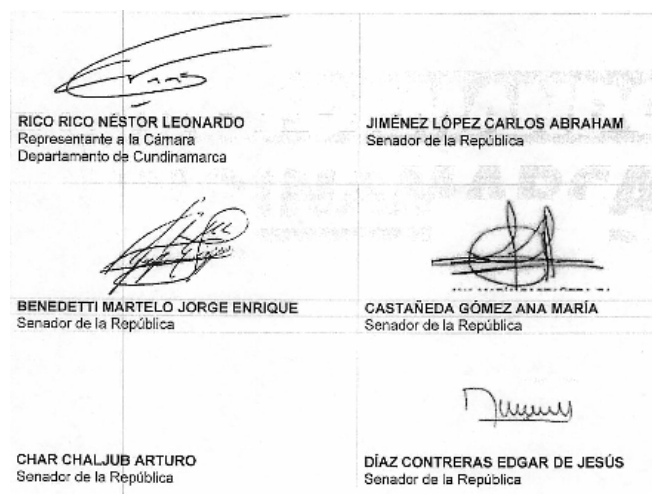 RICO RICO NÉSTOR LEONARDO
Representante a la Cámara
Departamento de Cundinamarca
JIMÉNEZ LÓPEZ CARLOS ABRAHAM
Senador de la República
BENEDETTI MARTELO JORGE ENRIQUE
Senador de la República
CASTAÑEDA GÓMEZ ANA MARÍA
Senador de la República
CHAR CHALJUB ARTURO
Senador de la República
DÍAZ CONTRERAS EDGAR DE JESÚS
Senador de la República